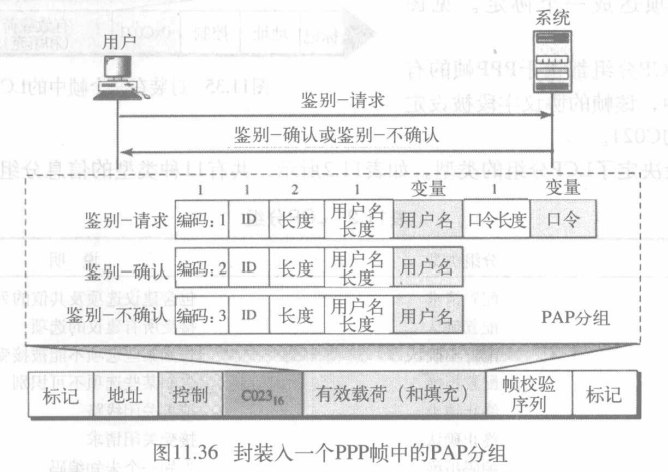 系统
用户
鉴别-请求
鉴别-确认或鉴别-不确认
1 1 2 1 变量 1 变量
鉴别-请求 编码: 1 ID 长度 用户名长度 用户名 口令长度 口令
鉴别-确认 编码: 2 ID 长度 用户名长度 用户名
鉴别-不确认 编码: 3 ID 长度 用户名长度 用户名 PAP分组
标记 地址 控制 C023₁₆ 有效载荷（和填充） 帧校验序列 标记
图11.36 封装入一个PPP帧中的PAP分组